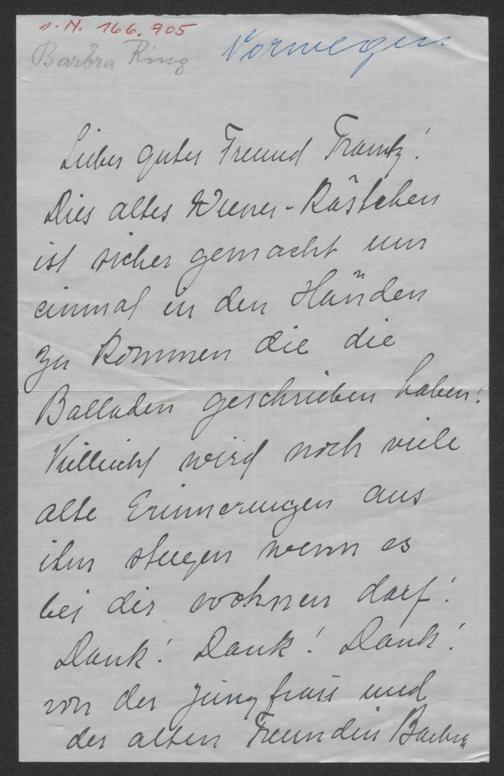 I. N. 166.905
Barbra Ring
Norwegen
Lieber guter Freund Frantz!
Dies altes Wiener-Kästchen
ist sicher gemacht um
einmal in den Händen
zu kommen die die
Balladen geschrieben haben!
Vielleicht wird noch viele
alte Erinnerungen aus
ihm steigen wenn es
bei dir wohnen darf!
Dank! Dank! Dank!
von der Jungfrau und
der alten Freundin Barbra